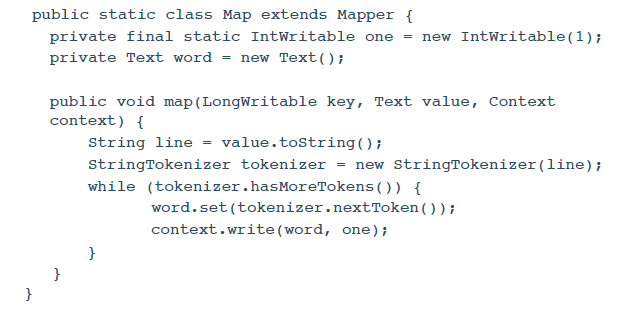 public static class Map extends Mapper {
private final static IntWritable one = new IntWritable(1);
private Text word = new Text();
public void map(LongWritable key, Text value, Context
context) {
String line = value.toString();
StringTokenizer tokenizer = new StringTokenizer(line);
while (tokenizer.hasMoreTokens()) {
word.set(tokenizer.nextToken());
context.write(word, one);
}
}
}